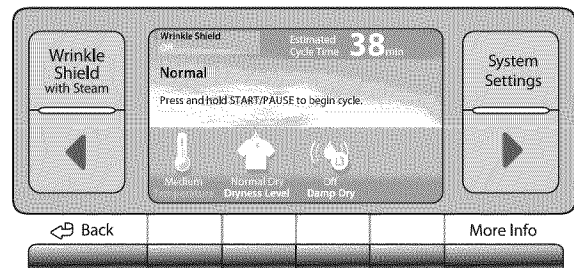 Wrinkle
Shield
with Steam
Wrinkle Shield
Off
Estimated
Cycle Time 38 min
Normal
Press and hold START/PAUSE to begin cycle.
Medium
Normal Dry
Dryness Level
Off
Damp Dry
System
Settings
Back
More Info